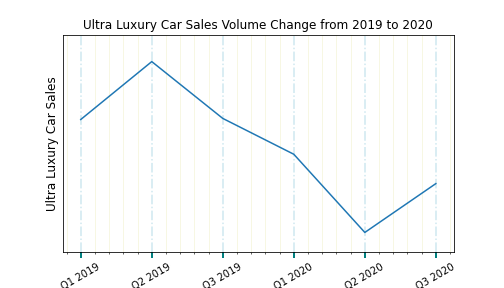 Ultra Luxury Car Sales Volume Change from 2019 to 2020
Ultra Luxury Car Sales
Q1 2019
Q2 2019
Q3 2019
Q1 2020
Q2 2020
Q3 2020